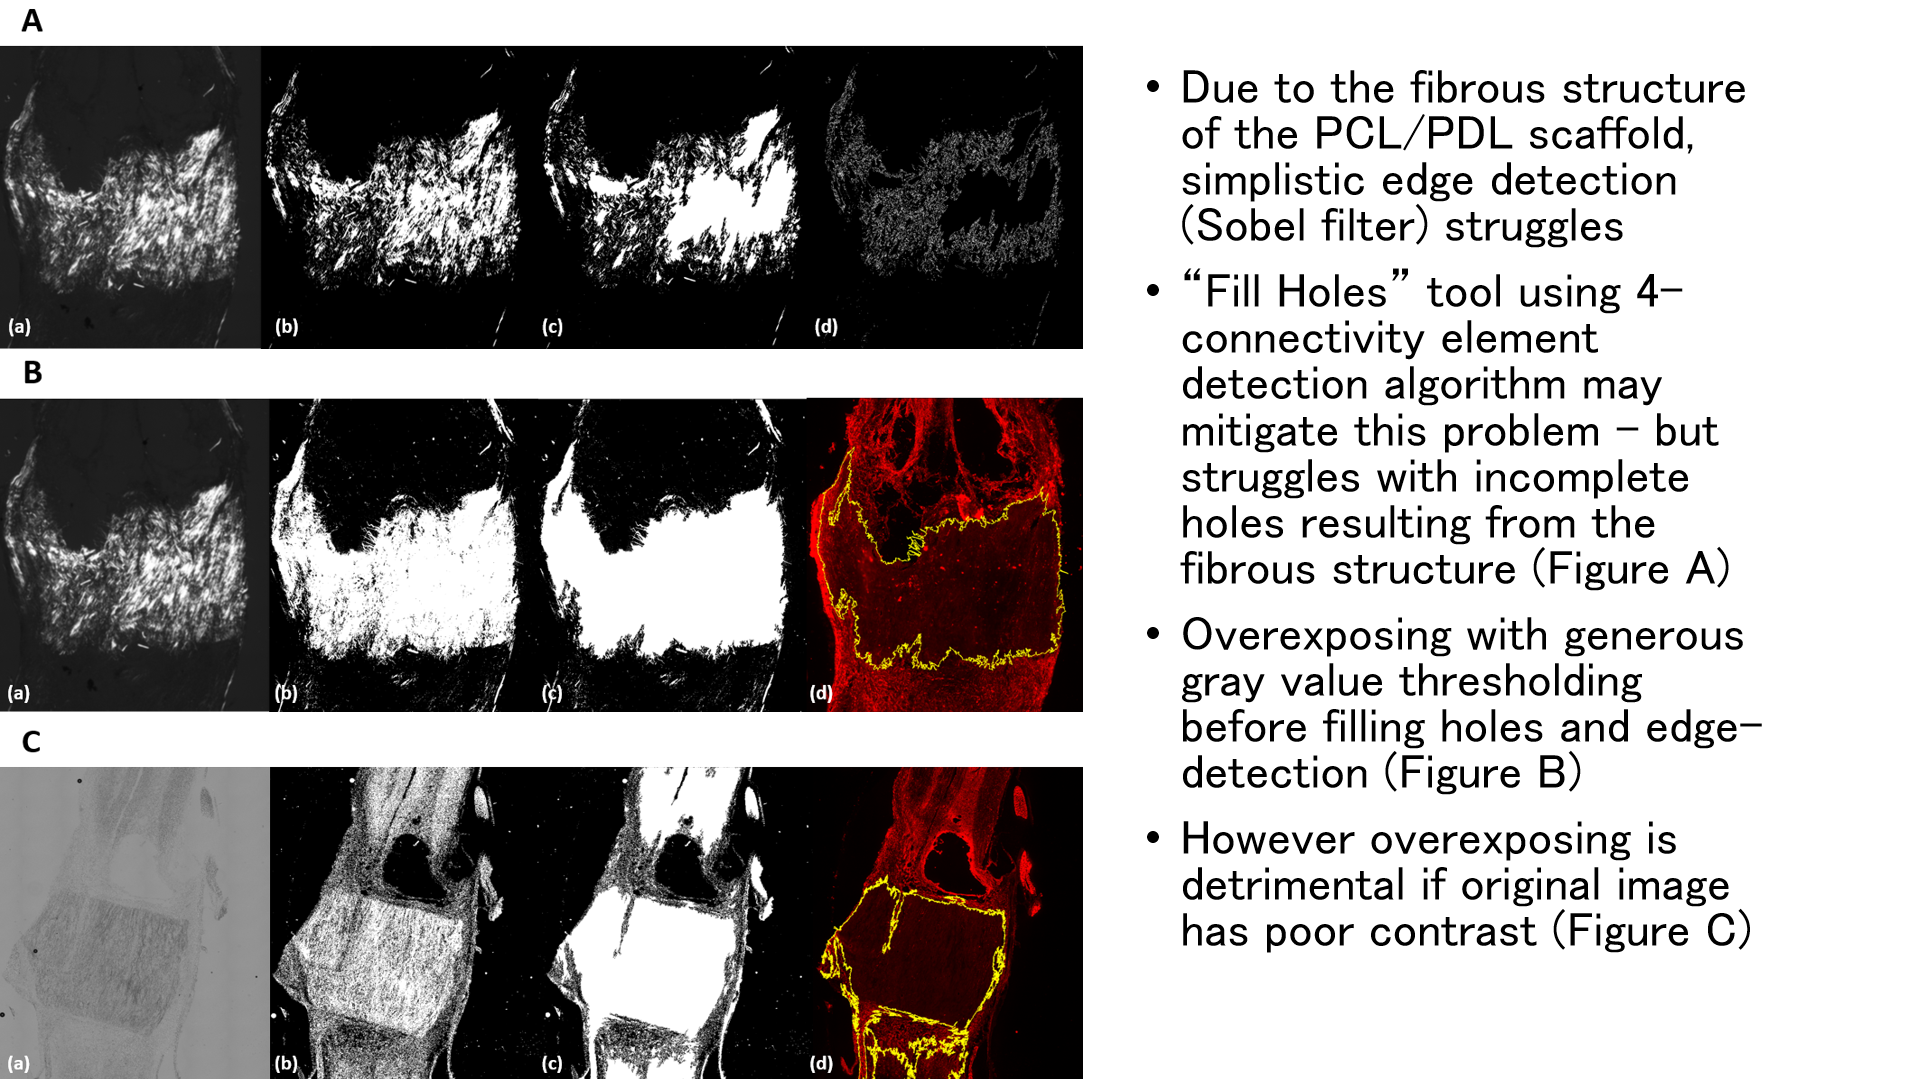 A
(a)
(b)
(c)
(d)
B
(a)
(b)
(c)
(d)
C
(a)
(b)
(c)
(d)
• Due to the fibrous structure
of the PCL/PDL scaffold,
simplistic edge detection
(Sobel filter) struggles
• “Fill Holes” tool using 4-
connectivity element
detection algorithm may
mitigate this problem – but
struggles with incomplete
holes resulting from the
fibrous structure (Figure A)
• Overexposing with generous
gray value thresholding
before filling holes and edge-
detection (Figure B)
• However overexposing is
detrimental if original image
has poor contrast (Figure C)